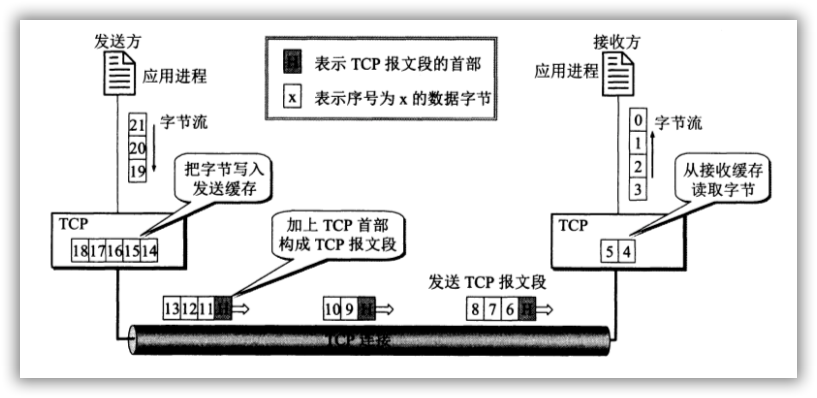 发送方
应用进程
21
20
19
字节流
把字节写入
发送缓存
TCP
18 17 16 15 14
H 表示 TCP 报文段的首部
x 表示序号为 x 的数据字节
加上 TCP 首部
构成 TCP 报文段
接收方
应用进程
0
1
2
3
字节流
从接收缓存
读取字节
TCP
5 4
发送 TCP 报文段
13 12 11 H
10 9 H
8 7 6 H
TCP 连接